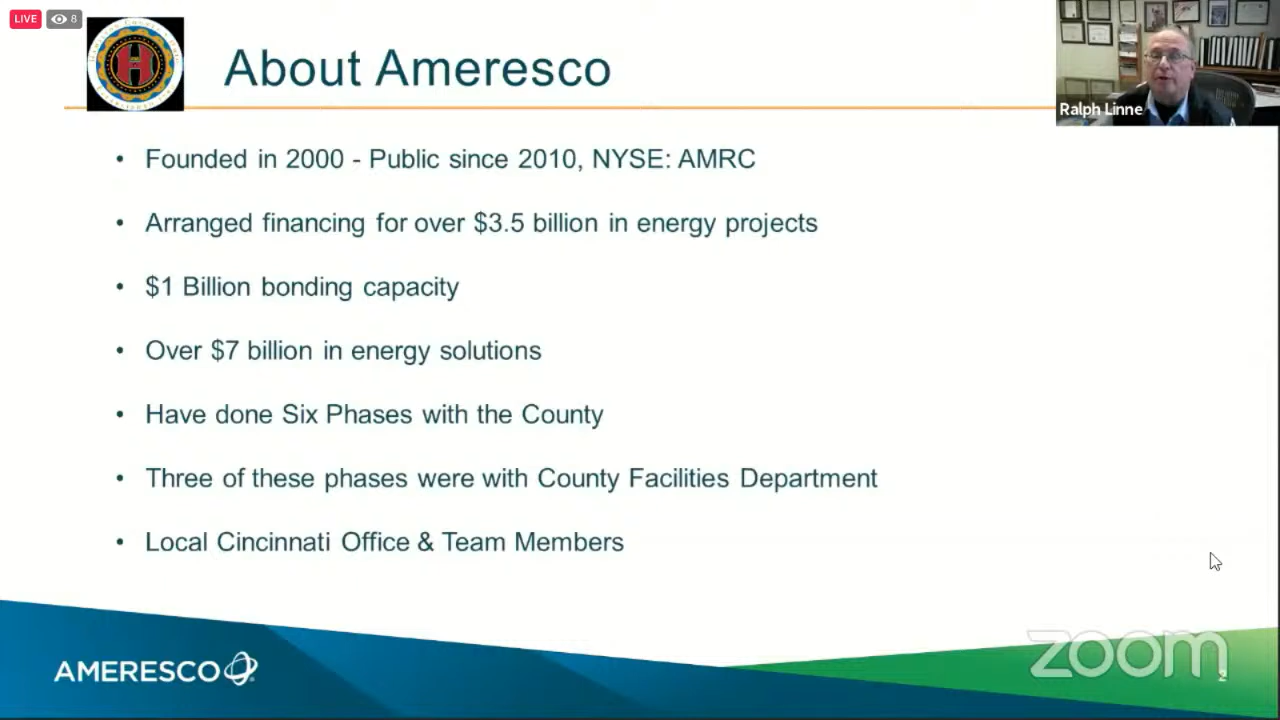 LIVE 8
About Ameresco
Ralph Linne
• Founded in 2000 - Public since 2010, NYSE: AMRC
• Arranged financing for over $3.5 billion in energy projects
• $1 Billion bonding capacity
• Over $7 billion in energy solutions
• Have done Six Phases with the County
• Three of these phases were with County Facilities Department
• Local Cincinnati Office & Team Members
AMERESCO
zoom
2